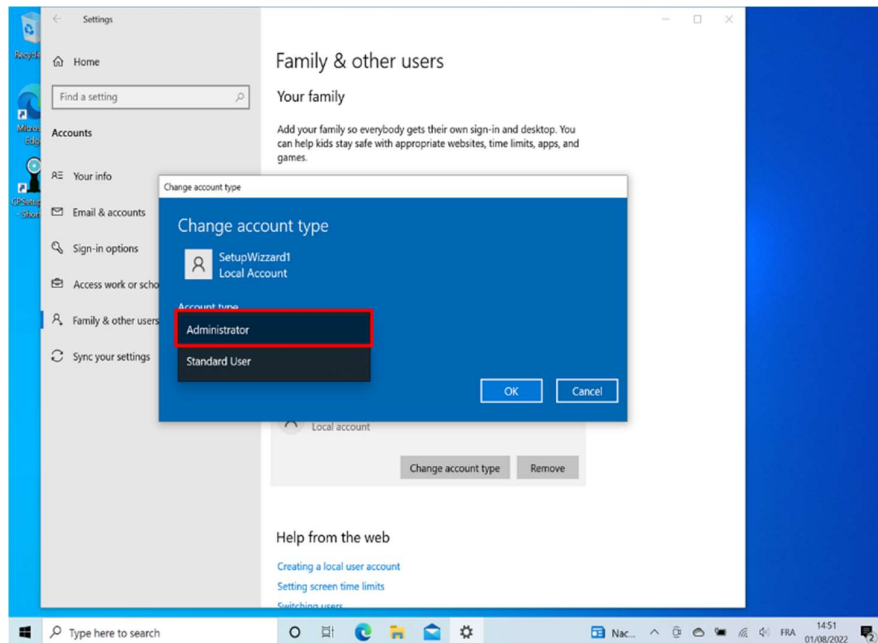 Settings
Home
Find a setting
Accounts
Your info
Email & accounts
Sign-in options
Access work or scho
Family & other users
Sync your settings
Family & other users
Your family
Add your family so everybody gets their own sign-in and desktop. You
can help kids stay safe with appropriate websites, time limits, apps, and
games.
Change account type
Change account type
SetupWizzard1
Local Account
Account type
Administrator
Standard User
OK
Cancel
Local account
Change account type
Remove
Help from the web
Creating a local user account
Setting screen time limits
Switching users
Type here to search
Nac...
FRA
14:51
01/08/2022
2